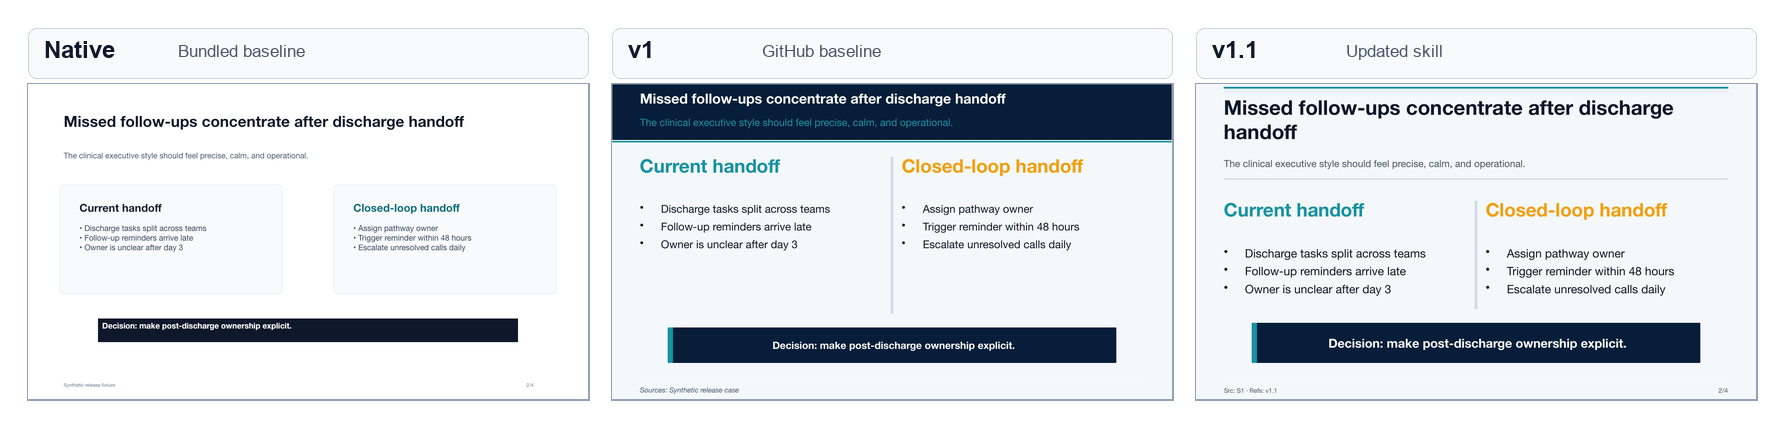 Native Bundled baseline
Missed follow-ups concentrate after discharge handoff
The clinical executive style should feel precise, calm, and operational.
Current handoff
• Discharge tasks split across teams
• Follow-up reminders arrive late
• Owner is unclear after day 3
Closed-loop handoff
• Assign pathway owner
• Trigger reminder within 48 hours
• Escalate unresolved calls daily
Decision: make post-discharge ownership explicit.
Synthetic release fixture 2/4
v1 GitHub baseline
Missed follow-ups concentrate after discharge handoff
The clinical executive style should feel precise, calm, and operational.
Current handoff
• Discharge tasks split across teams
• Follow-up reminders arrive late
• Owner is unclear after day 3
Closed-loop handoff
• Assign pathway owner
• Trigger reminder within 48 hours
• Escalate unresolved calls daily
Decision: make post-discharge ownership explicit.
Sources: Synthetic release case
v1.1 Updated skill
Missed follow-ups concentrate after discharge
handoff
The clinical executive style should feel precise, calm, and operational.
Current handoff
• Discharge tasks split across teams
• Follow-up reminders arrive late
• Owner is unclear after day 3
Closed-loop handoff
• Assign pathway owner
• Trigger reminder within 48 hours
• Escalate unresolved calls daily
Decision: make post-discharge ownership explicit.
Src: S1 - Refs: v1.1 2/4